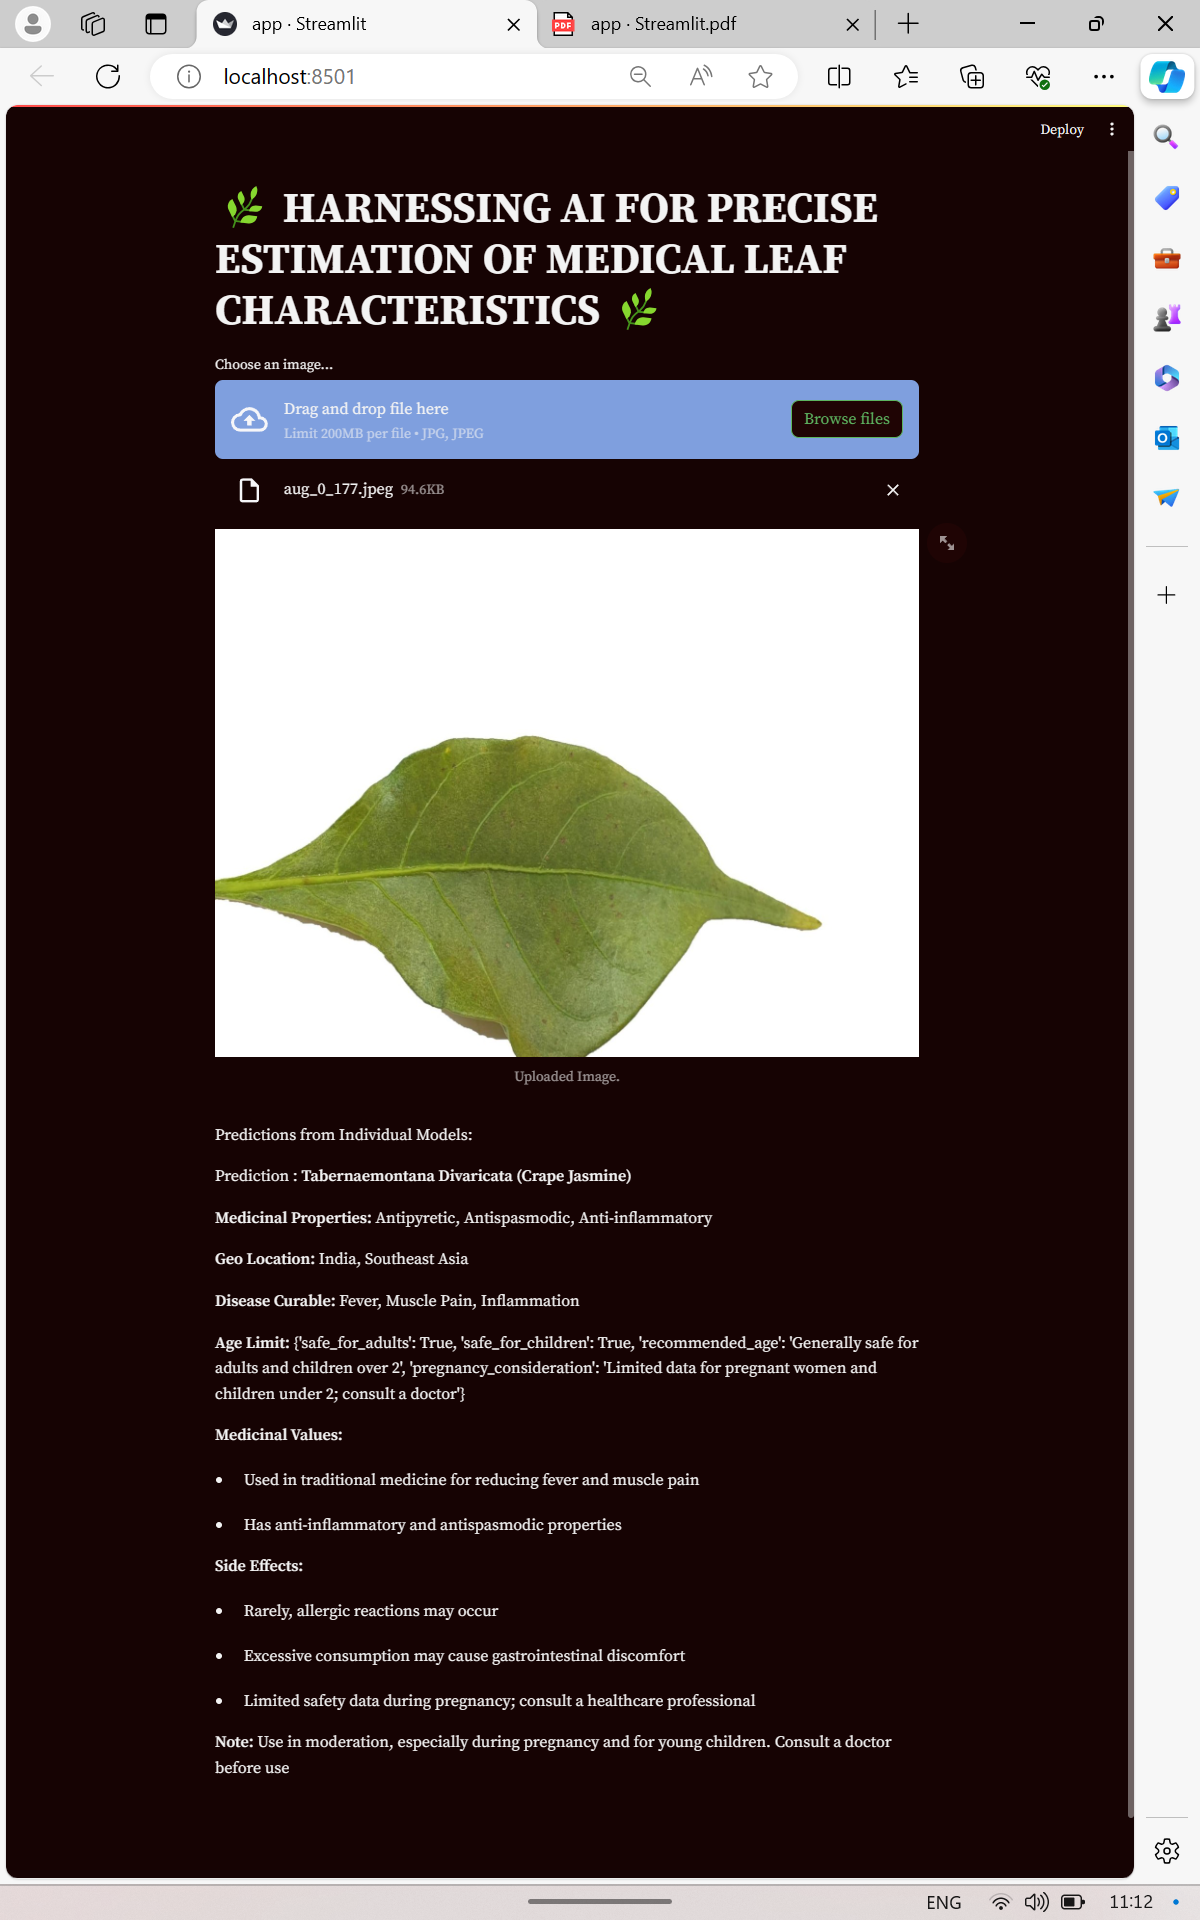 app · Streamlit
app · Streamlit.pdf
localhost:8501
Deploy
HARNESSING AI FOR PRECISE
ESTIMATION OF MEDICAL LEAF
CHARACTERISTICS
Choose an image...
Drag and drop file here
Limit 200MB per file • JPG, JPEG
Browse files
aug_0_177.jpeg 94.6KB
Uploaded Image.
Predictions from Individual Models:
Prediction : Tabernaemontana Divaricata (Crape Jasmine)
Medicinal Properties: Antipyretic, Antispasmodic, Anti-inflammatory
Geo Location: India, Southeast Asia
Disease Curable: Fever, Muscle Pain, Inflammation
Age Limit: {'safe_for_adults': True, 'safe_for_children': True, 'recommended_age': 'Generally safe for
adults and children over 2', 'pregnancy_consideration': 'Limited data for pregnant women and
children under 2; consult a doctor'}
Medicinal Values:
• Used in traditional medicine for reducing fever and muscle pain
• Has anti-inflammatory and antispasmodic properties
Side Effects:
• Rarely, allergic reactions may occur
• Excessive consumption may cause gastrointestinal discomfort
• Limited safety data during pregnancy; consult a healthcare professional
Note: Use in moderation, especially during pregnancy and for young children. Consult a doctor
before use
ENG
11:12